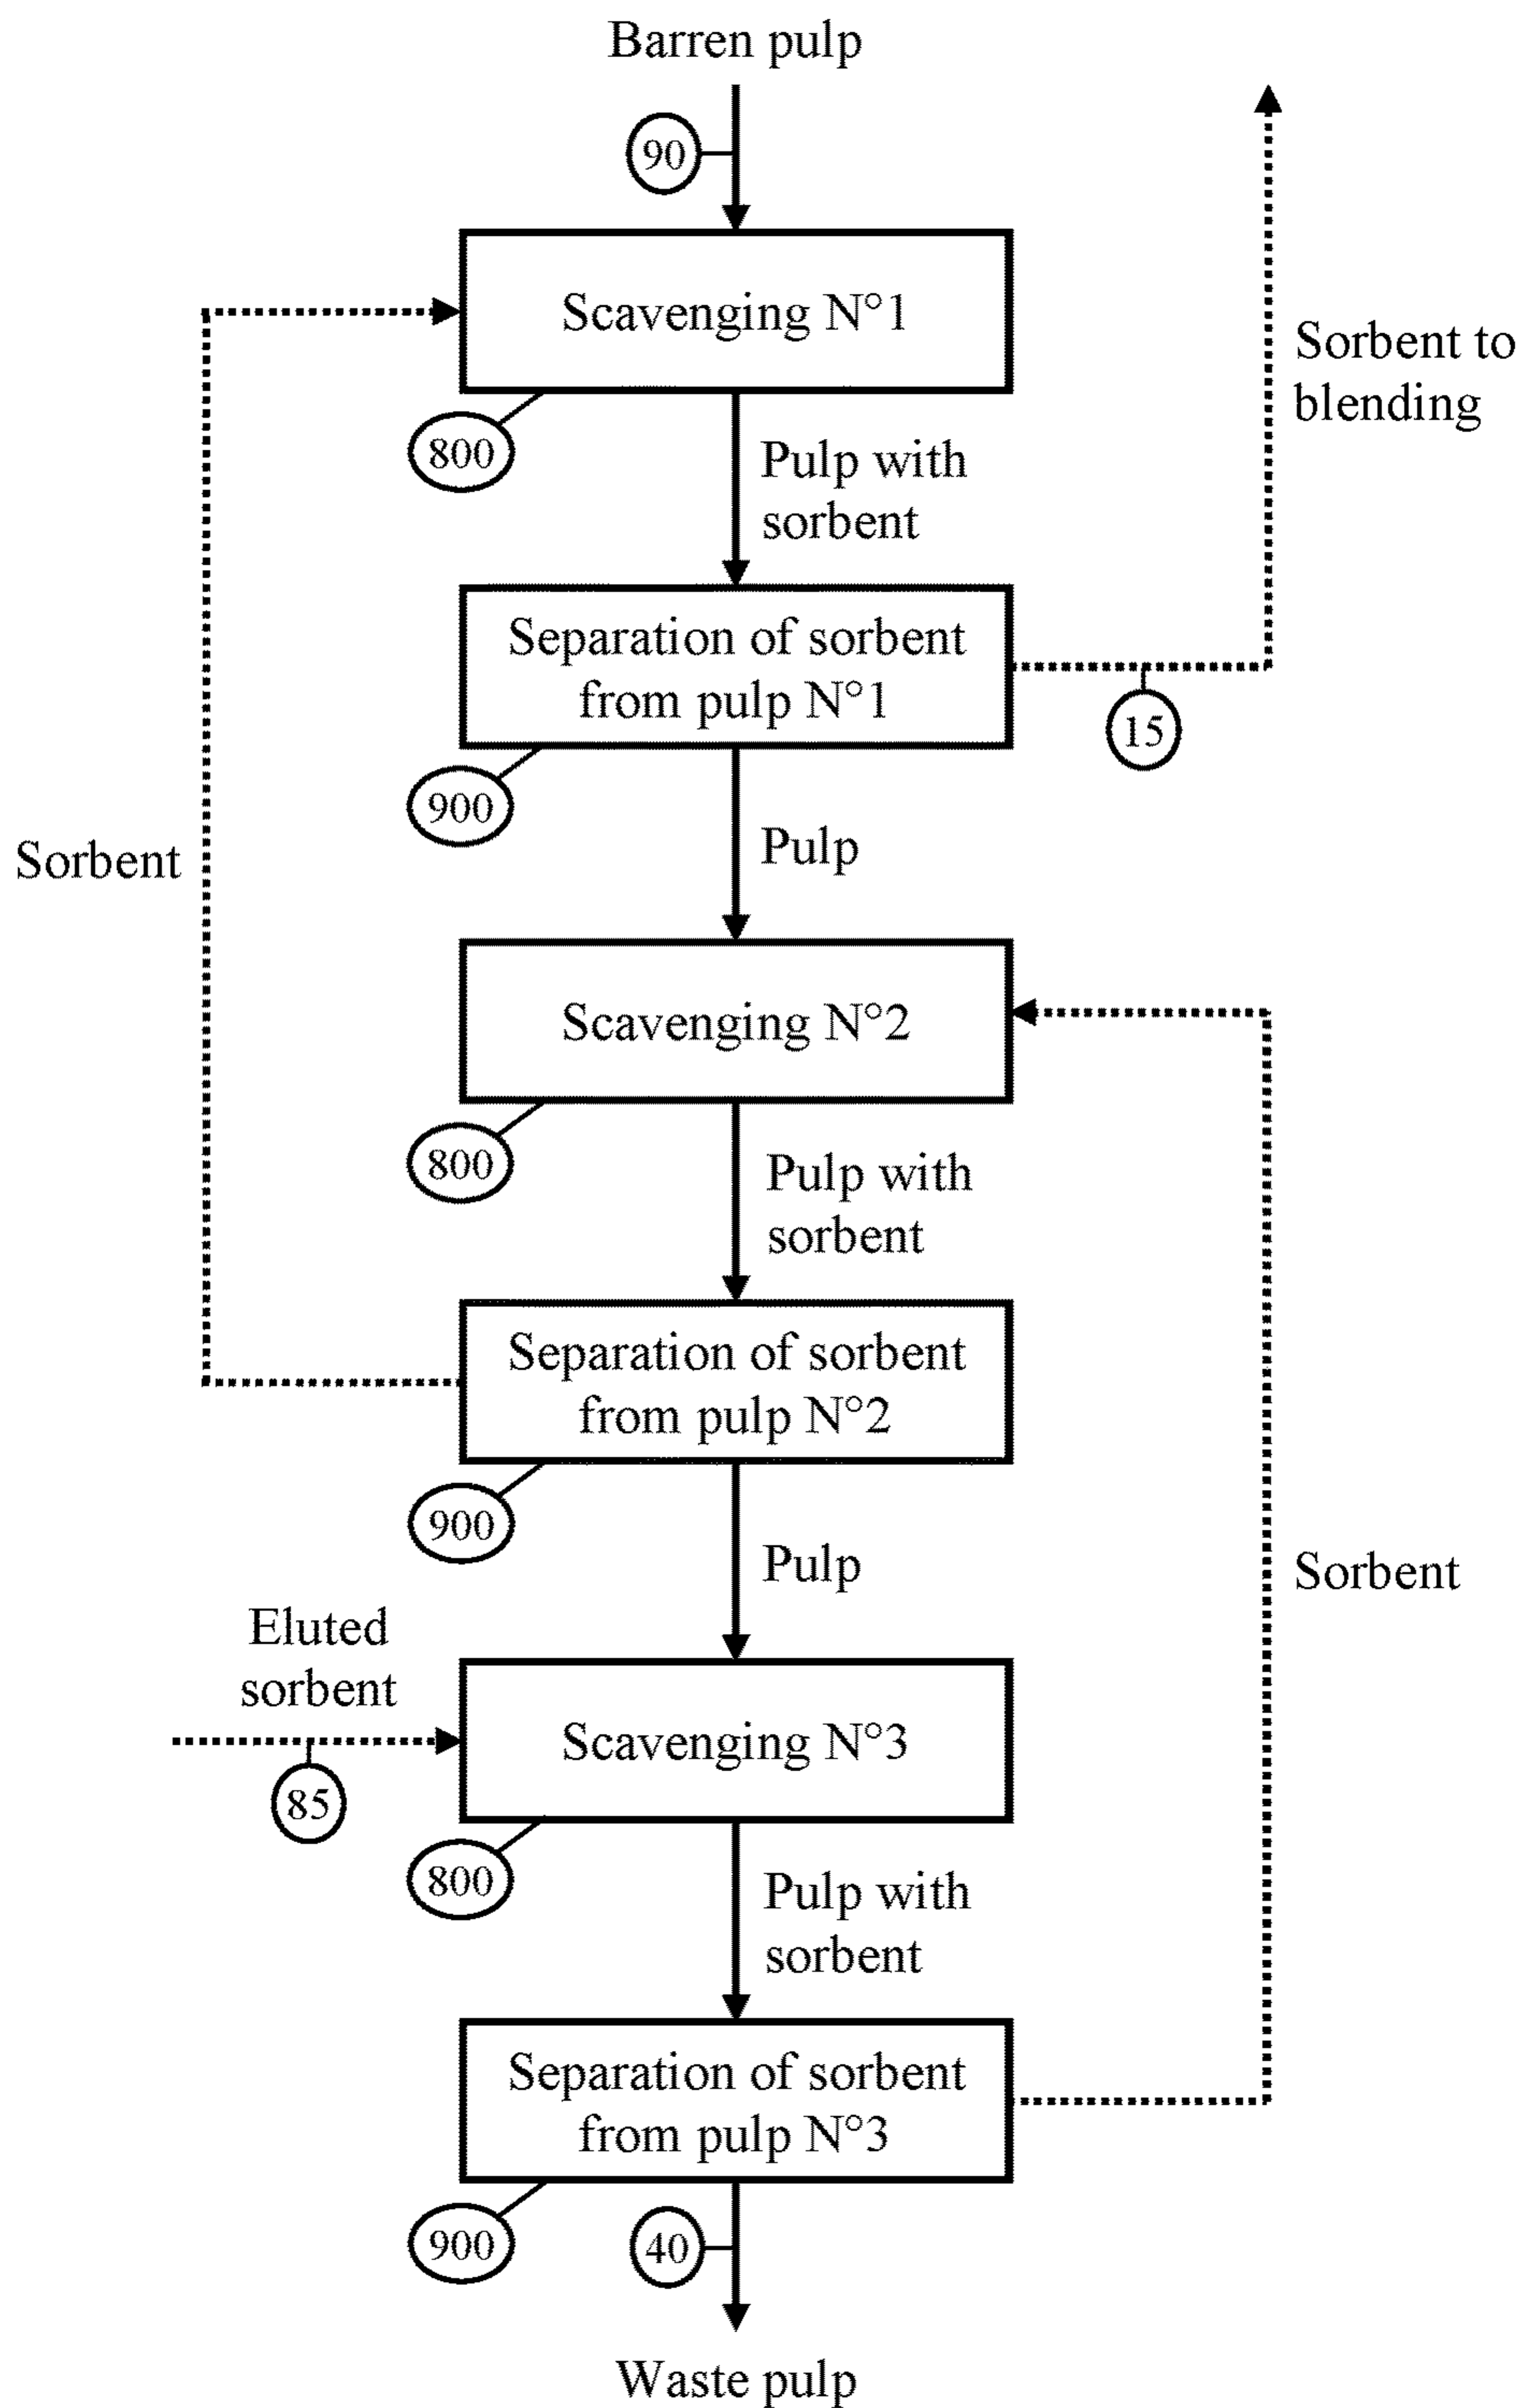 Barren pulp
90
Scavenging N°1
Sorbent to
blending
800
Pulp with
sorbent
Separation of sorbent
from pulp N°1
15
900
Pulp
Sorbent
Scavenging N°2
800
Pulp with
sorbent
Separation of sorbent
from pulp N°2
900
Pulp
Sorbent
Eluted
sorbent
Scavenging N°3
85
800
Pulp with
sorbent
Separation of sorbent
from pulp N°3
900
40
Waste pulp